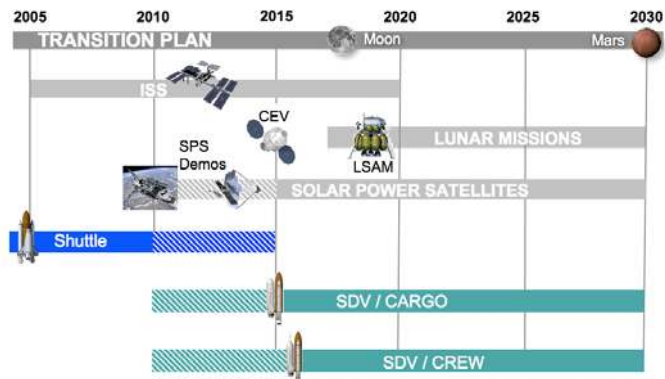 2005 2010 2015 2020 2025 2030
TRANSITION PLAN Moon Mars
ISS
CEV
LUNAR MISSIONS
SPS
Demos
LSAM
SOLAR POWER SATELLITES
Shuttle
SDV / CARGO
SDV / CREW